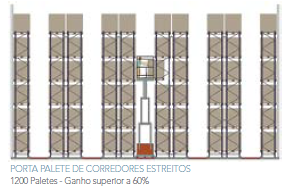 PORTA PALETE DE CORREDORES ESTREITOS
1200 Paletes - Ganho superior a 60%